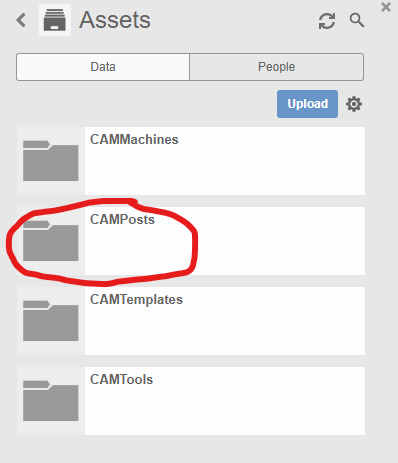 Assets
Data
People
Upload
CAMMachines
CAMPosts
CAMTemplates
CAMTools